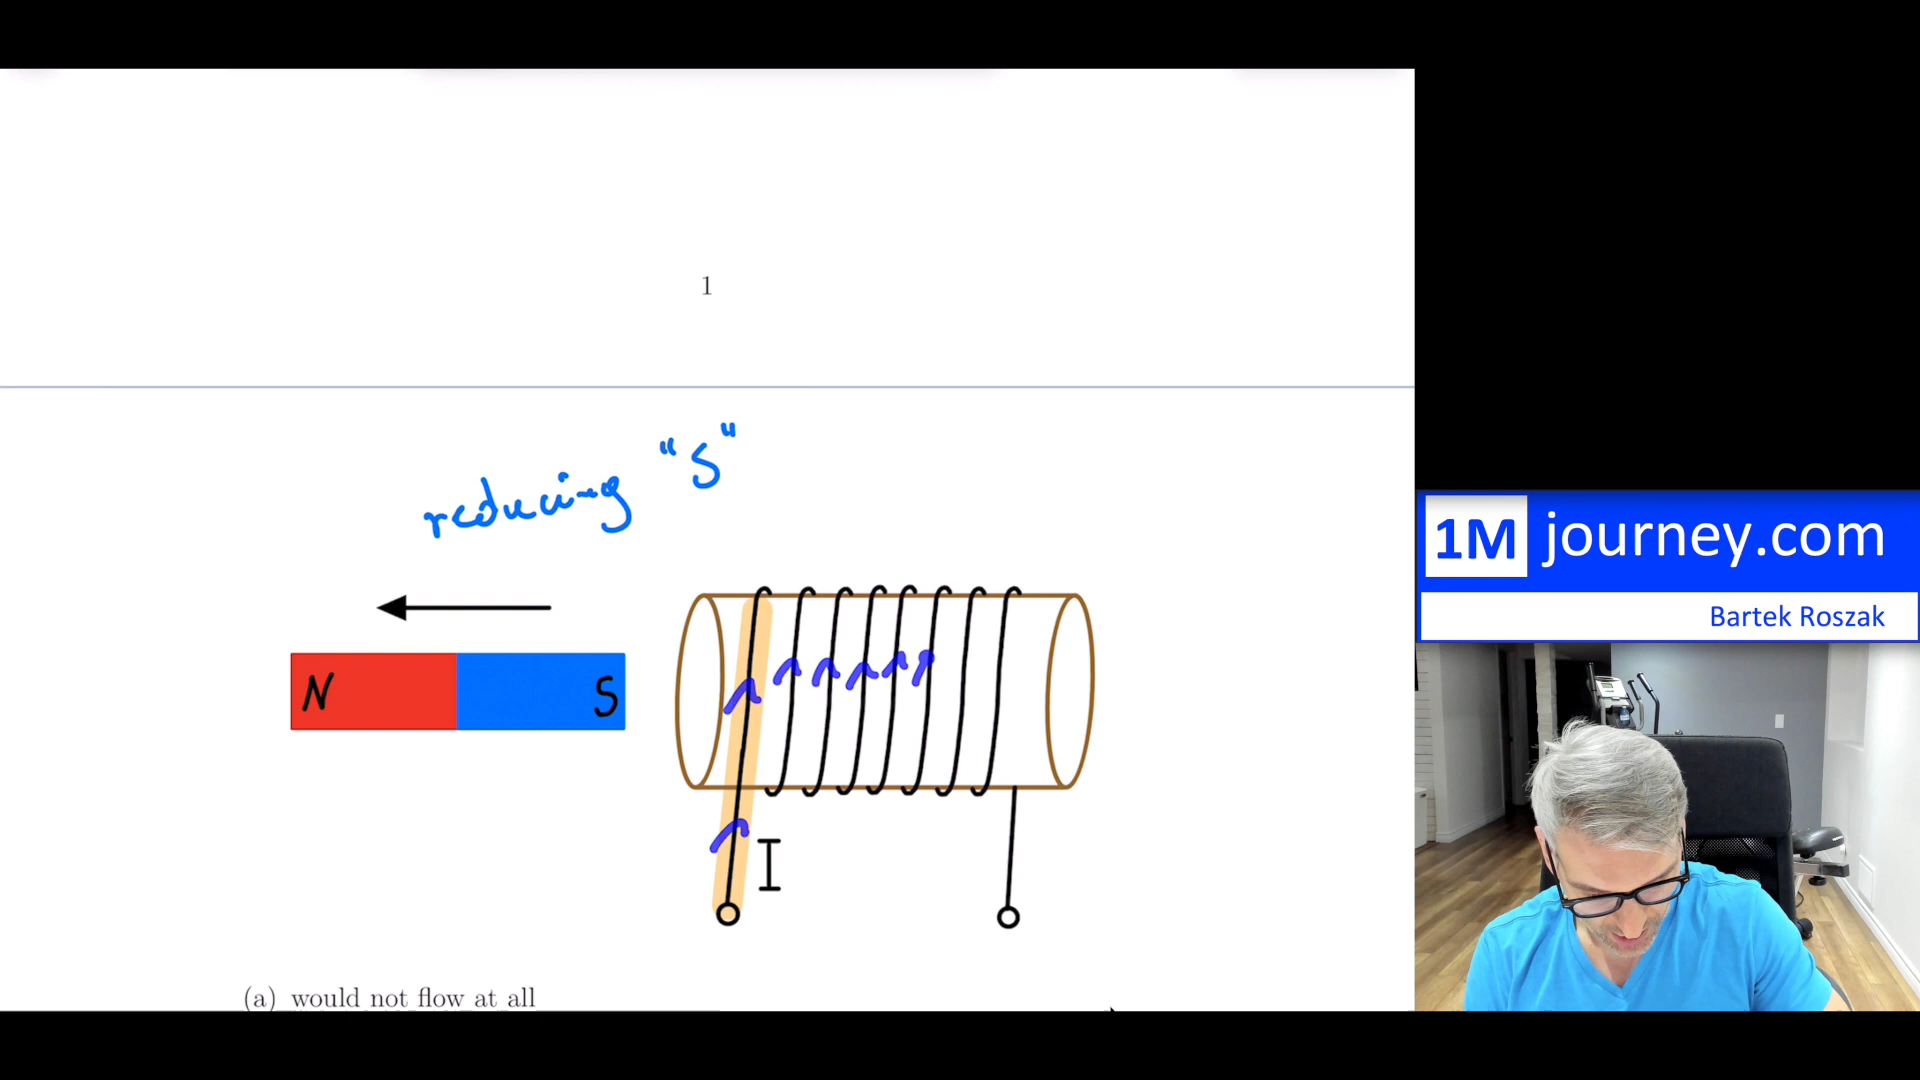 1
reducing "S"
N S
I
(a) would not flow at all
1M journey.com
Bartek Roszak